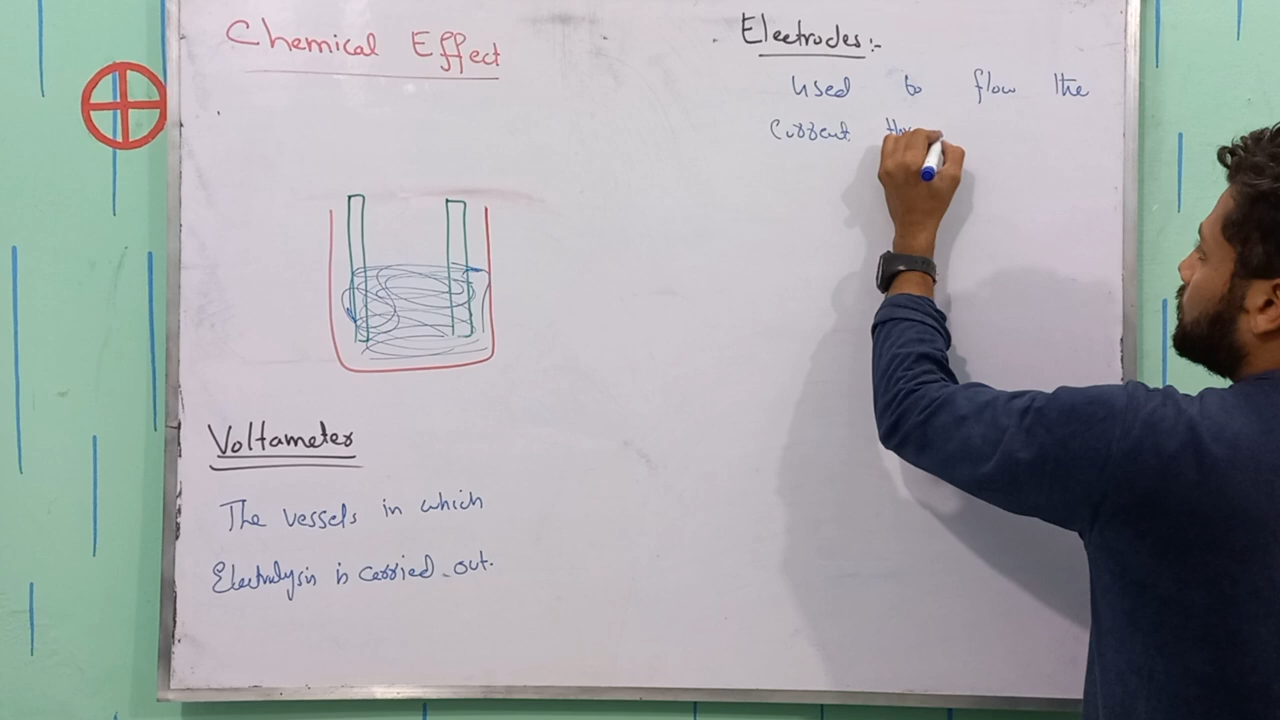 Chemical Effect
Voltameter
The vessels in which
Electrolysis is carried out.
Electrodes:-
Used to flow the
Current